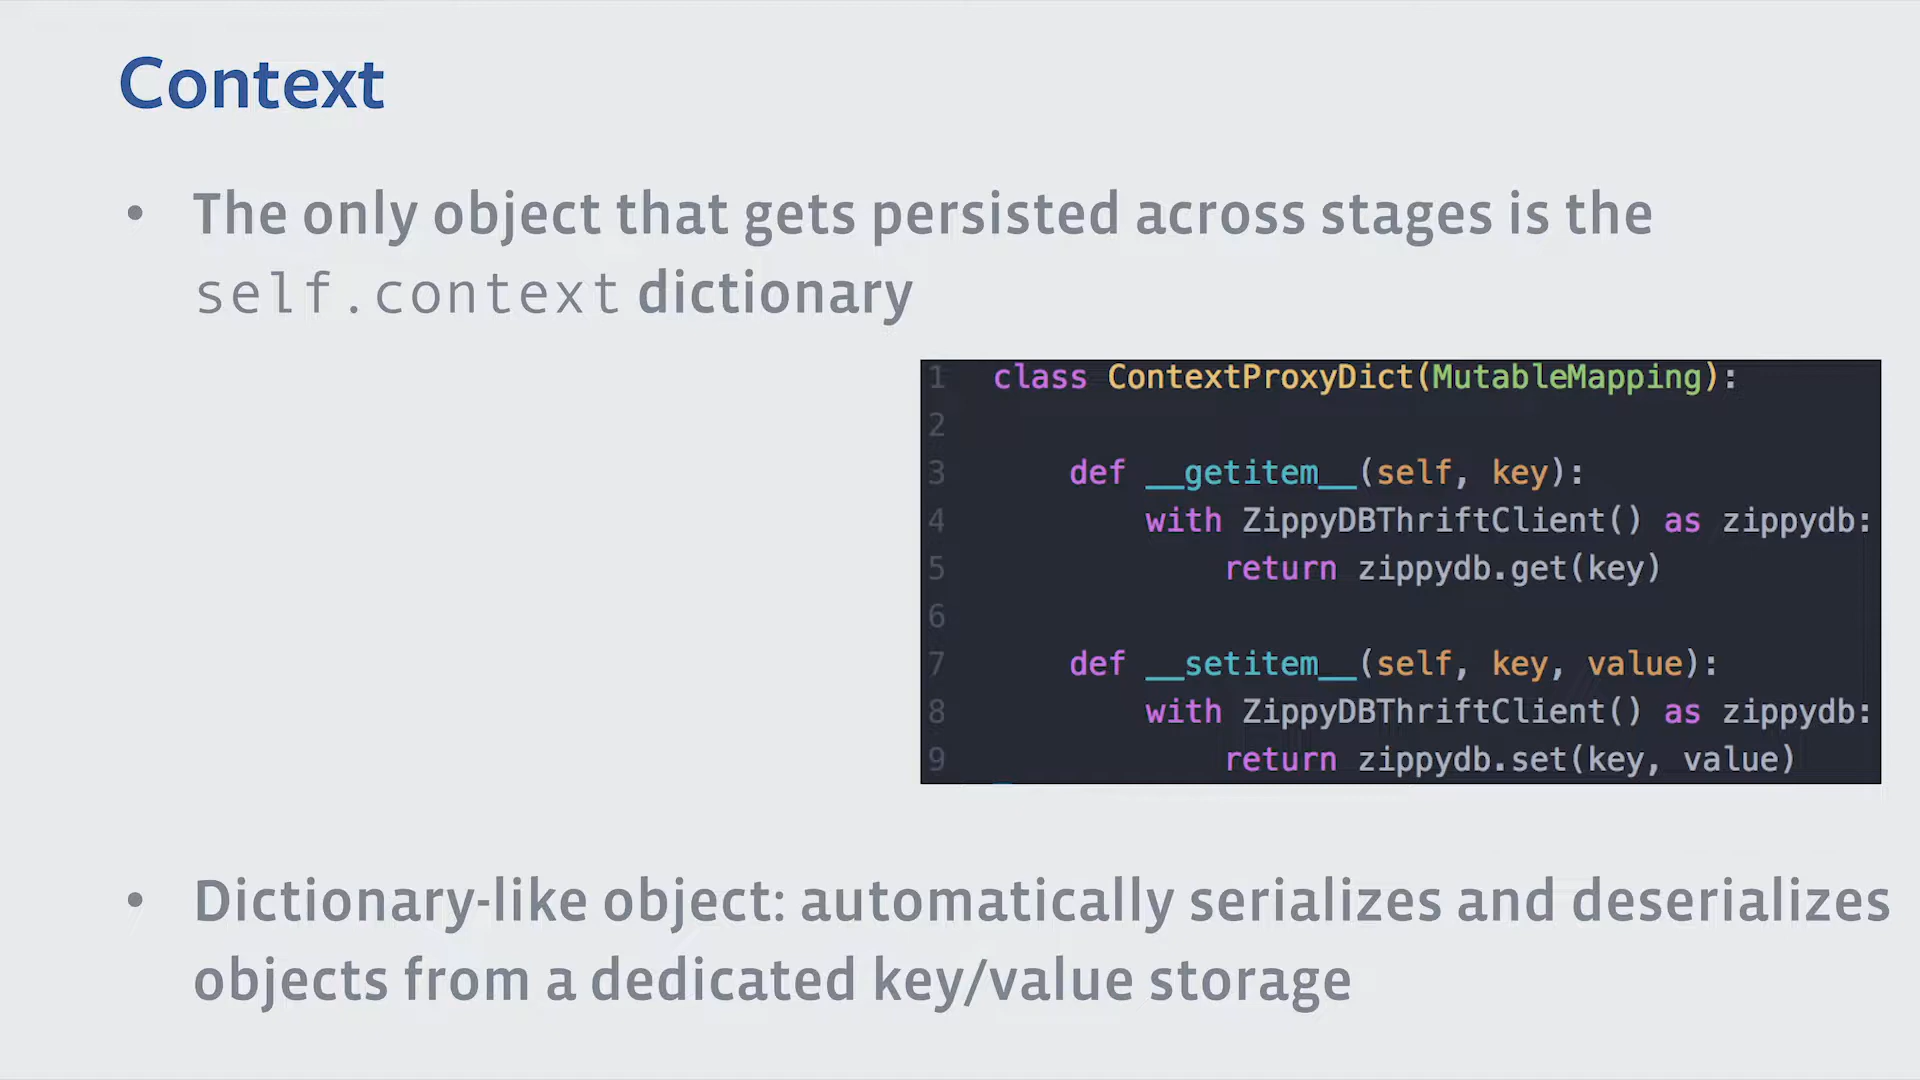 Context
• The only object that gets persisted across stages is the
self.context dictionary
1 class ContextProxyDict(MutableMapping):
2
3 def __getitem__(self, key):
4 with ZippyDBThriftClient() as zippydb:
5 return zippydb.get(key)
6
7 def __setitem__(self, key, value):
8 with ZippyDBThriftClient() as zippydb:
9 return zippydb.set(key, value)
• Dictionary-like object: automatically serializes and deserializes
objects from a dedicated key/value storage